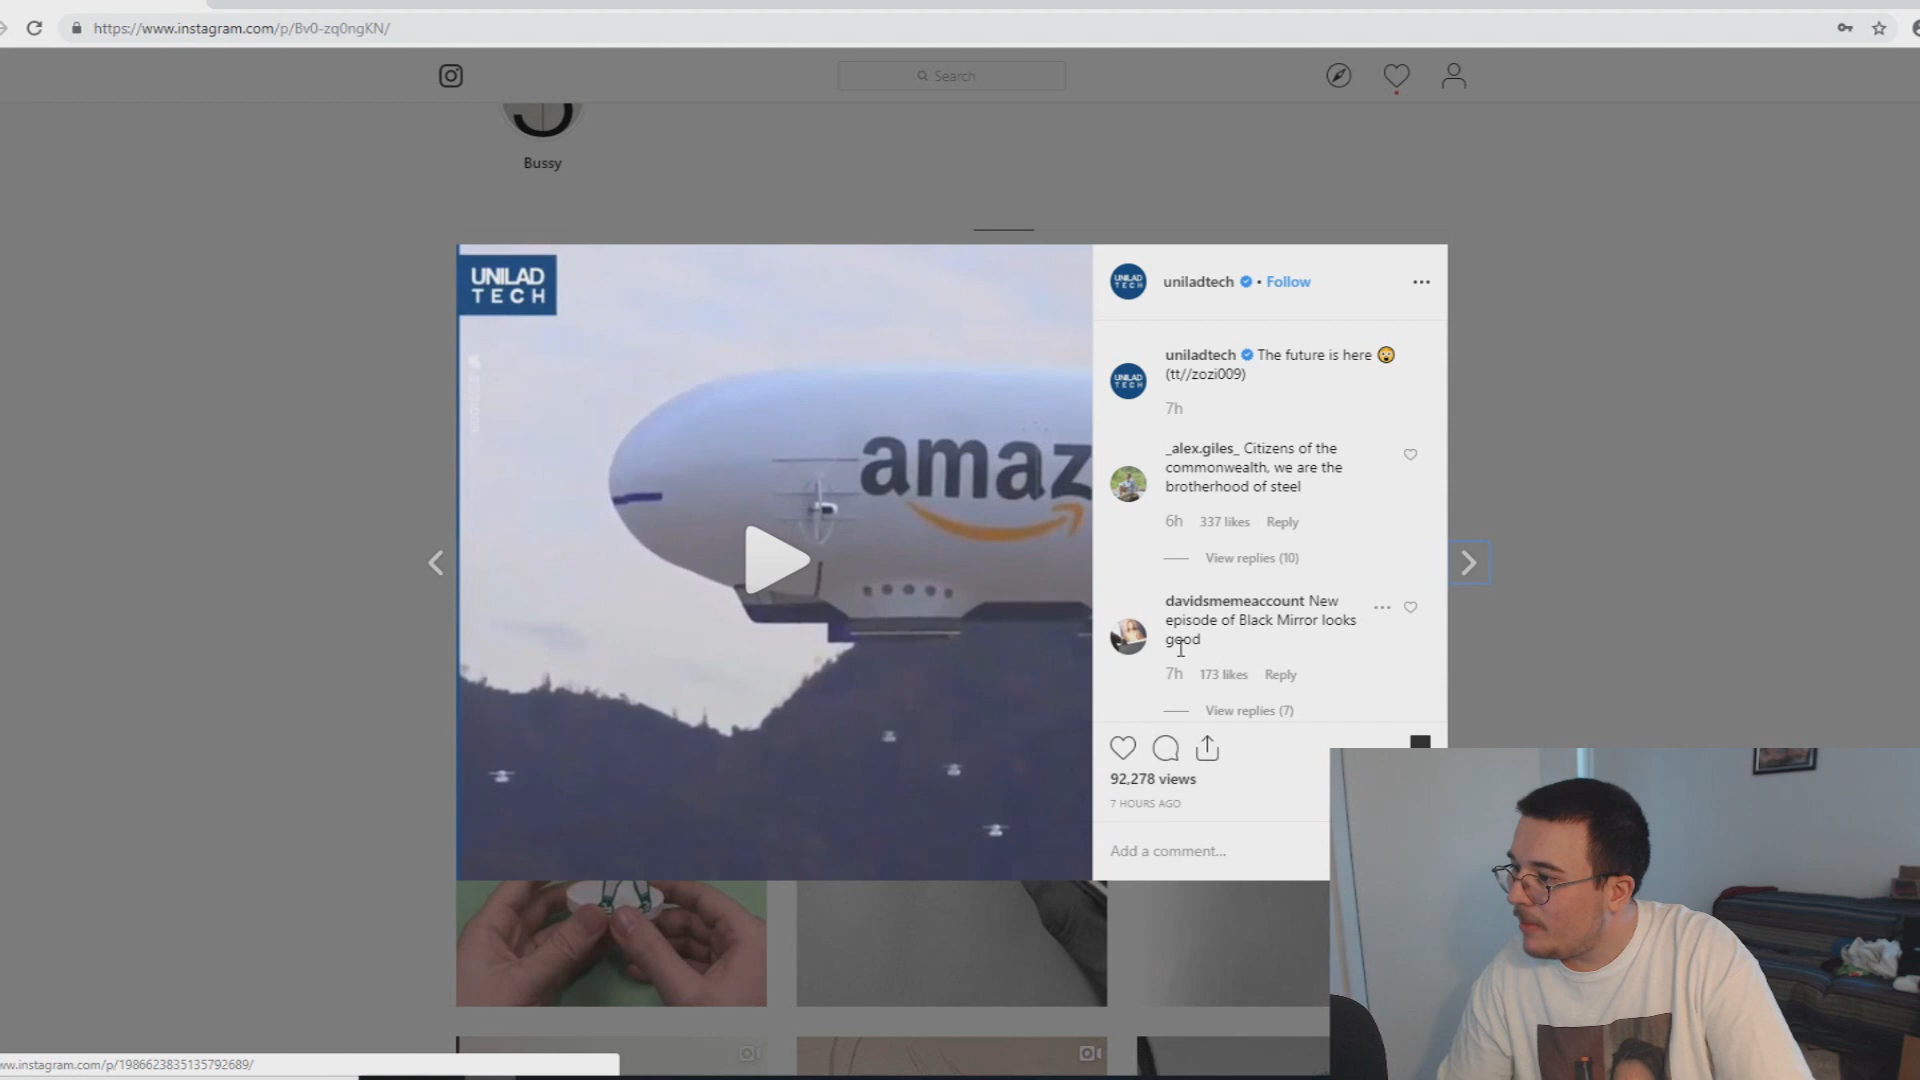 https://www.instagram.com/p/Bv0-zq0ngKN/
Search
Bussy
UNILAD
TECH
amaz
uniladtech • Follow
uniladtech The future is here 😲
(tt//zozi009)
7h
_alex.giles_ Citizens of the
commonwealth, we are the
brotherhood of steel
6h 337 likes Reply
View replies (10)
davidsmemeaccount New
episode of Black Mirror looks
good
7h 173 likes Reply
View replies (7)
92,278 views
7 HOURS AGO
Add a comment...
ww.instagram.com/p/1986623835135792689/